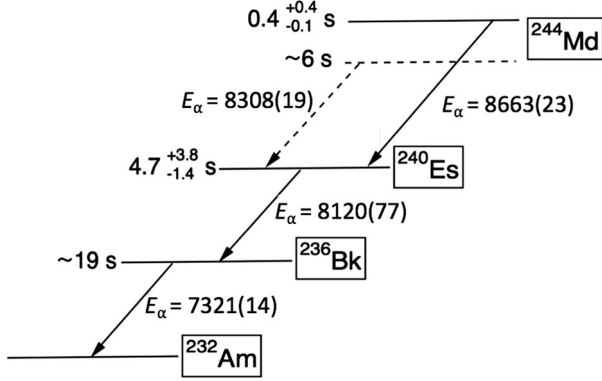 0.4 +0.4 -0.1 s
244Md
~6 s
Eα = 8308(19)
Eα = 8663(23)
4.7 +3.8 -1.4 s
240Es
Eα = 8120(77)
~19 s
236Bk
Eα = 7321(14)
232Am